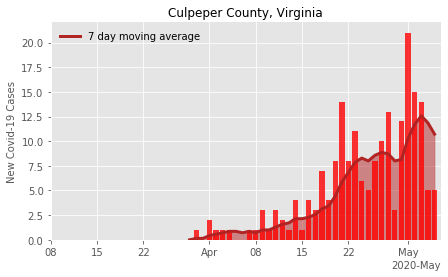 Culpeper County, Virginia
7 day moving average
New Covid-19 Cases
20.0
17.5
15.0
12.5
10.0
7.5
5.0
2.5
0.0
08 15 22 Apr 08 15 22 May
2020-May